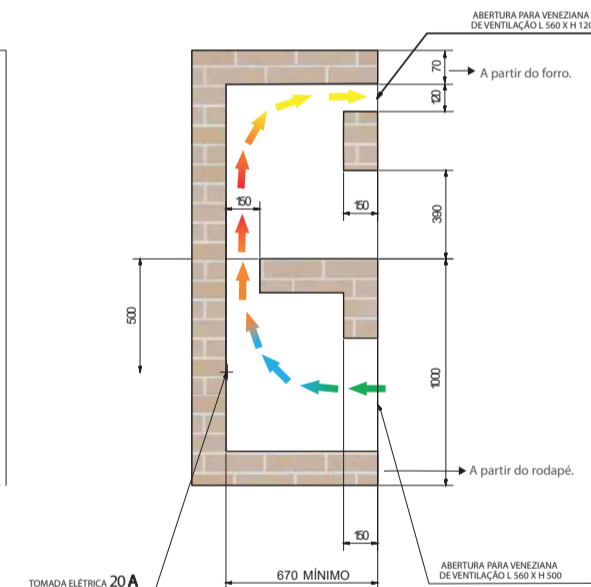 ABERTURA PARA VENEZIANA
DE VENTILAÇÃO L 560 X H 120
70
A partir do forro.
120
150
150
390
500
1000
A partir do rodapé.
150
TOMADA ELÉTRICA 20 A
670 MÍNIMO
ABERTURA PARA VENEZIANA
DE VENTILAÇÃO L 560 X H 500